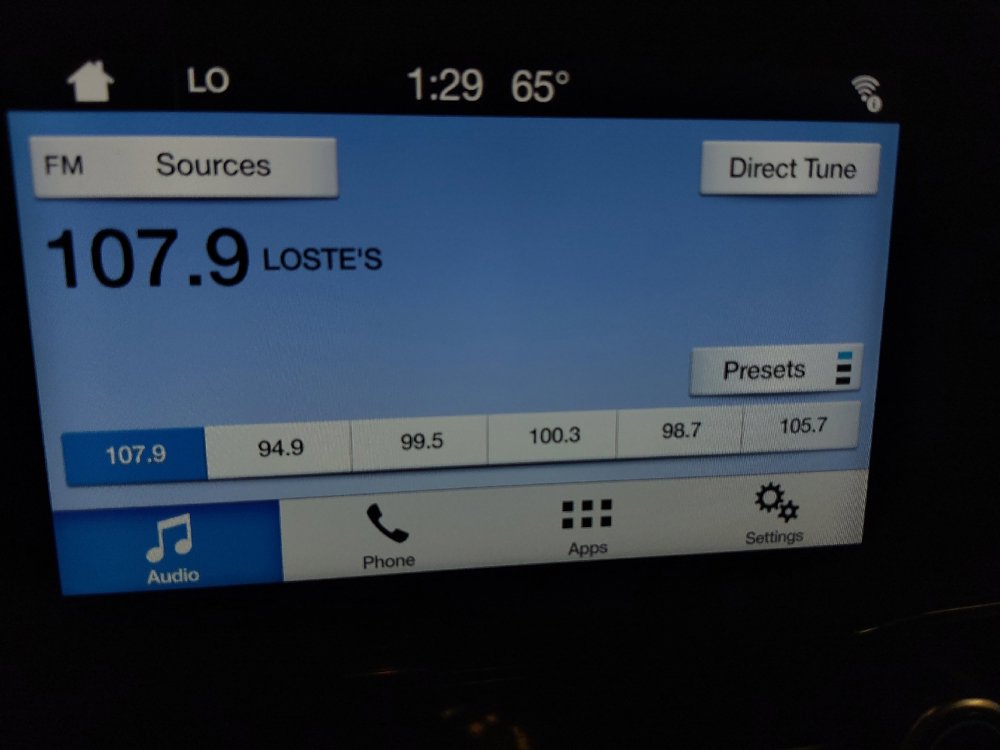 LO 1:29 65°
FM Sources Direct Tune
107.9 LOSTE'S
Presets
107.9 94.9 99.5 100.3 98.7 105.7
Audio Phone Apps Settings